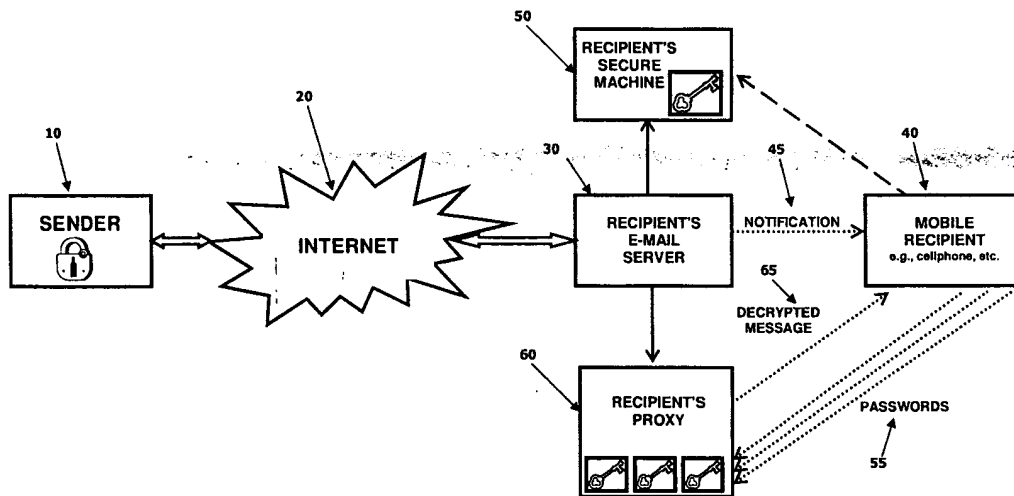 50
RECIPIENT'S
SECURE
MACHINE
20
10
30
45
40
SENDER
INTERNET
RECIPIENT'S
E-MAIL
SERVER
NOTIFICATION
MOBILE
RECIPIENT
e.g., cellphone, etc.
65
DECRYPTED
MESSAGE
60
RECIPIENT'S
PROXY
PASSWORDS
55